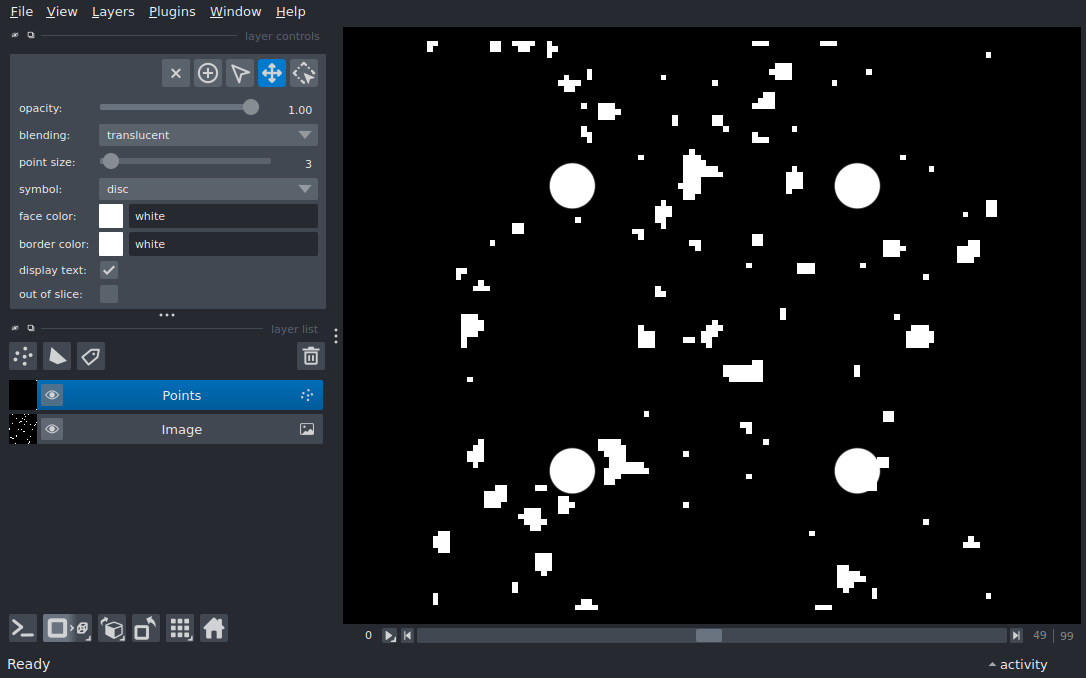 File View Layers Plugins Window Help
layer controls
opacity: 1.00
blending: translucent
point size: 3
symbol: disc
face color: white
border color: white
display text:
out of slice:
layer list
Points
Image
0 49 99
Ready activity